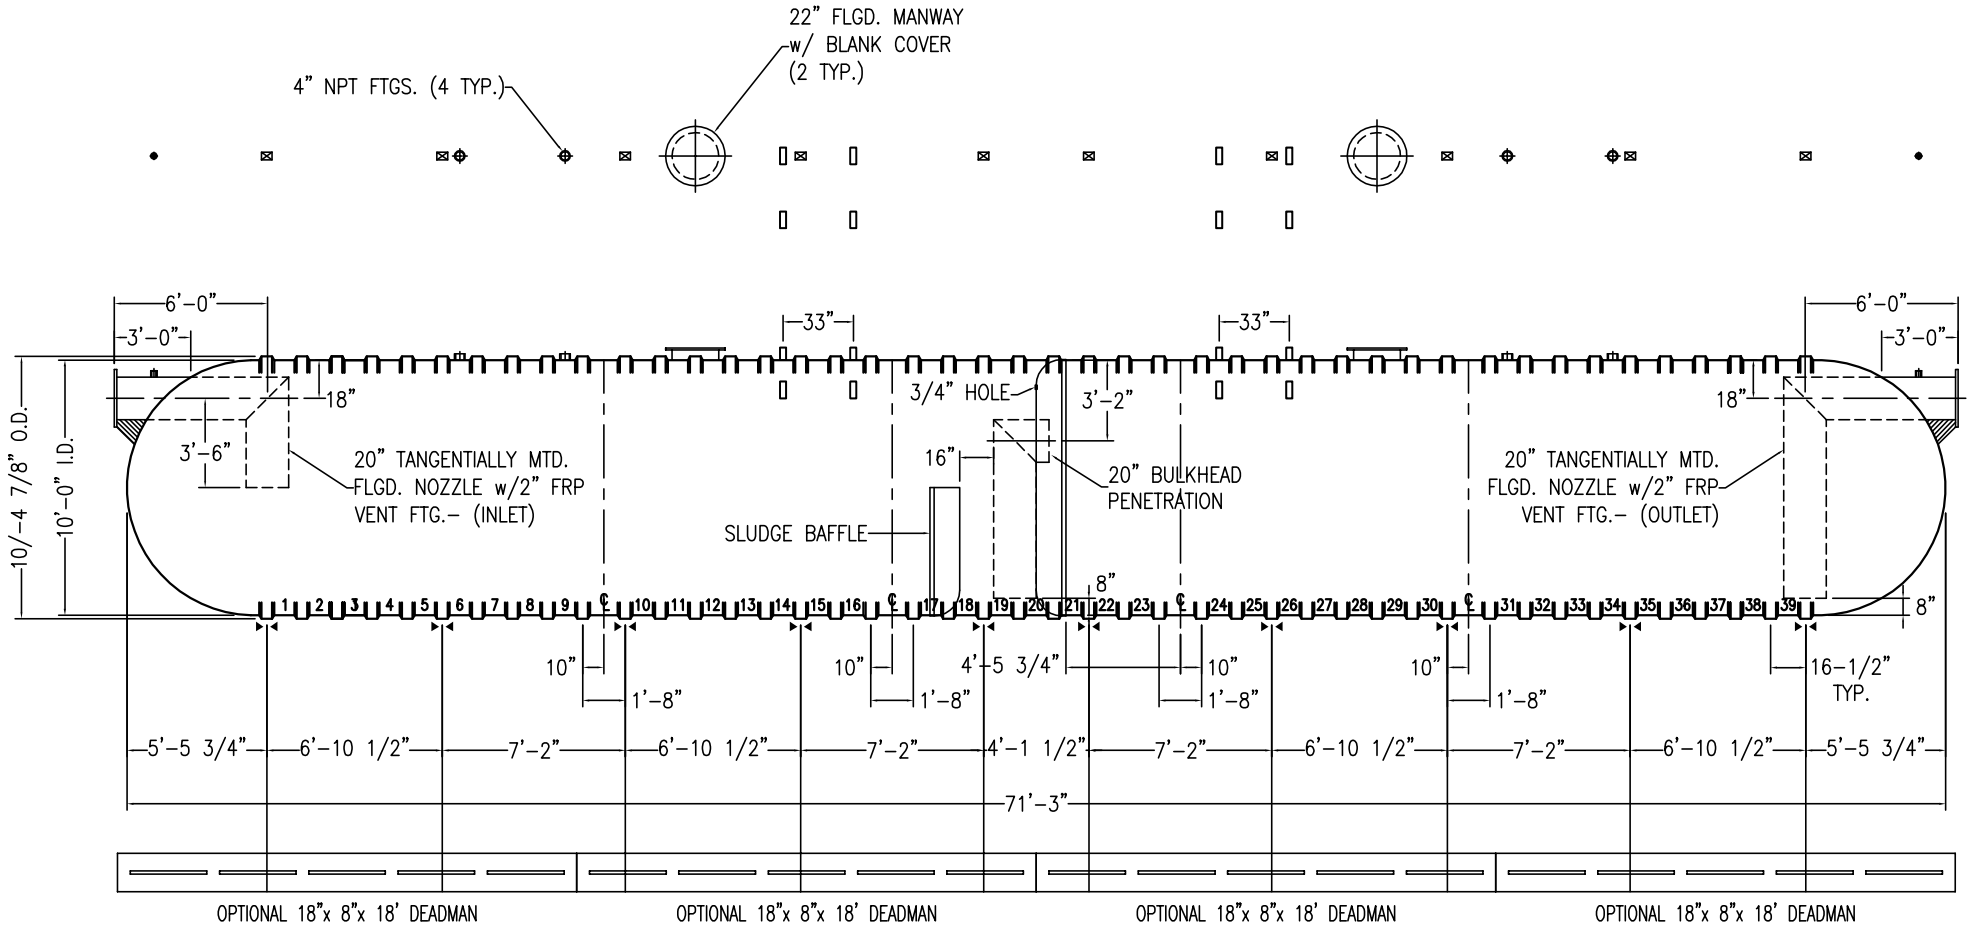 22" FLGD. MANWAY
w/ BLANK COVER
(2 TYP.)
4" NPT FTGS. (4 TYP.)
6'-0"
33"
33"
6'-0"
3'-0"
3'-0"
10/-4 7/8" O.D.
10'-0" I.D.
18"
3/4" HOLE
3'-2"
18"
3'-6"
20" TANGENTIALLY MTD.
FLGD. NOZZLE w/2" FRP
VENT FTG.- (INLET)
16"
20" BULKHEAD
PENETRATION
20" TANGENTIALLY MTD.
FLGD. NOZZLE w/2" FRP
VENT FTG.- (OUTLET)
SLUDGE BAFFLE
8"
8"
1 2 3 4 5 6 7 8 9 ℄ 10 11 12 13 14 15 16 ℄ 17 18 19 20 21 22 23 ℄ 24 25 26 27 28 29 30 ℄ 31 32 33 34 35 36 37 38 39
10" 10" 4'-5 3/4" 10" 10" 16-1/2"
TYP.
1'-8" 1'-8" 1'-8" 1'-8"
5'-5 3/4" 6'-10 1/2" 7'-2" 6'-10 1/2" 7'-2" 4'-1 1/2" 7'-2" 6'-10 1/2" 7'-2" 6'-10 1/2" 5'-5 3/4"
71'-3"
OPTIONAL 18"x 8"x 18' DEADMAN OPTIONAL 18"x 8"x 18' DEADMAN OPTIONAL 18"x 8"x 18' DEADMAN OPTIONAL 18"x 8"x 18' DEADMAN